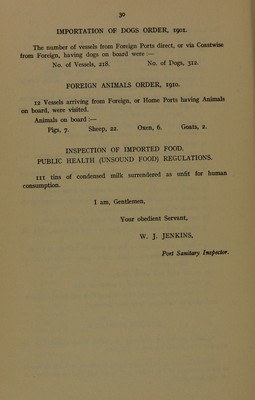 30
IMPORTATION OF DOGS ORDER, 1901.
The number of vessels from Foreign Ports direct, or via Coastwise
from Foreign, having dogs on board were :—
No. of Vessels, 218. No. of Dogs, 312.
FOREIGN ANIMALS ORDER, 1910.
12 Vessels arriving from Foreign, or Home Ports having Animals
on board, were visited.
Animals on board :—
Pigs, 7. Sheep, 22. Oxen, 6. Goats, 2.
INSPECTION OF IMPORTED FOOD.
PUBLIC HEALTH (UNSOUND FOOD) REGULATIONS.
111 tins of condensed milk surrendered as unfit for human
consumption.
I am, Gentlemen,
Your obedient Servant,
W. J. JENKINS,
Port Sanitary Inspector.